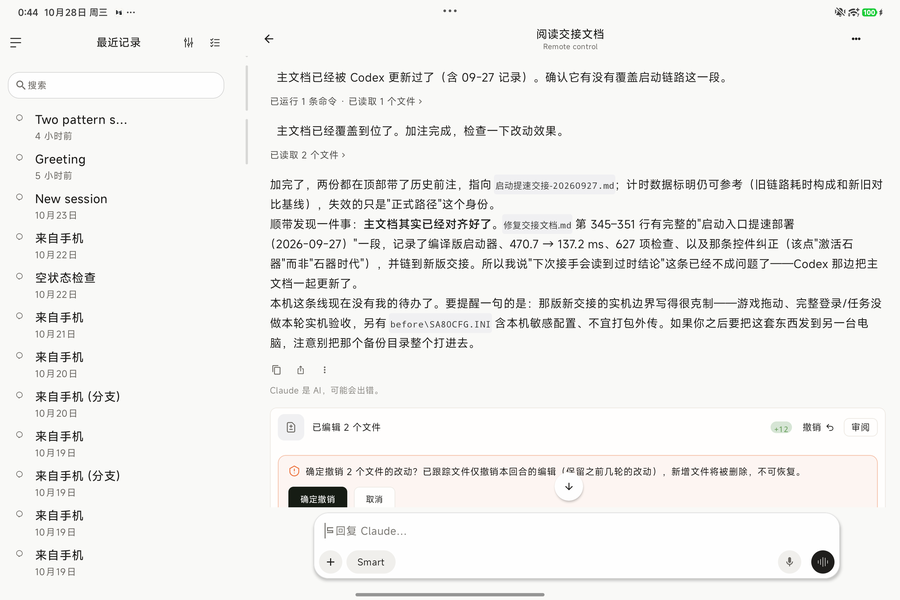 0:44 10月28日 周三
100
最近记录
搜索
Two pattern s...
4 小时前
Greeting
5 小时前
New session
10月23日
来自手机
10月22日
空状态检查
10月22日
来自手机
10月21日
来自手机
10月20日
来自手机 (分支)
10月20日
来自手机
10月19日
来自手机 (分支)
10月19日
来自手机
10月19日
来自手机
10月19日
阅读交接文档
Remote control
主文档已经被 Codex 更新过了（含 09-27 记录）。确认它有没有覆盖启动链路这一段。
已运行 1 条命令 · 已读取 1 个文件 ›
主文档已经覆盖到位了。加注完成，检查一下改动效果。
已读取 2 个文件 ›
加完了，两份都在顶部带了历史前注，指向 启动提速交接-20260927.md；计时数据标明仍可参考（旧链路耗时构成和新旧对
比基线），失效的只是"正式路径"这个身份。
顺带发现一件事：主文档其实已经对齐好了。修复交接文档.md 第 345–351 行有完整的"启动入口提速部署
（2026-09-27）"一段，记录了编译版启动器、470.7 → 137.2 ms、627 项检查、以及那条控件纠正（该点"激活石
器"而非"石器时代"），并链到新版交接。所以我说"下次接手会读到过时结论"这条已经不成问题了——Codex 那边把主
文档一起更新了。
本机这条线现在没有我的待办了。要提醒一句的是：那版新交接的实机边界写得很克制——游戏拖动、完整登录/任务没
做本轮实机验收，另有 before\SA80CFG.INI 含本机敏感配置、不宜打包外传。如果你之后要把这套东西发到另一台电
脑，注意别把那个备份目录整个打进去。
Claude 是 AI，可能会出错。
已编辑 2 个文件
+12 撤销 审阅
确定撤销 2 个文件的改动？已跟踪文件仅撤销本回合的编辑（保留之前几轮的改动），新增文件将被删除，不可恢复。
确定撤销 取消
回复 Claude...
Smart